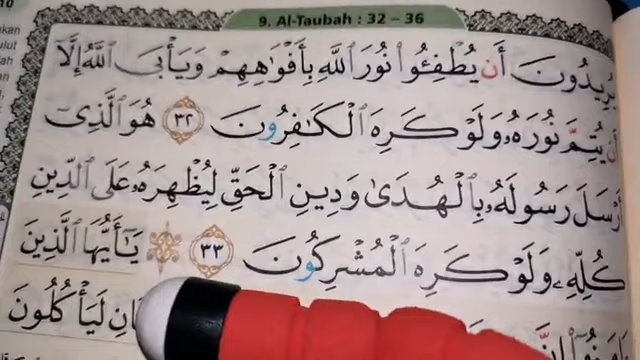 9. Al-Taubah : 32 – 36
يُرِيدُونَ أَن يُطْفِـُٔوا۟ نُورَ ٱللَّهِ بِأَفْوَٰهِهِمْ وَيَأْبَى ٱللَّهُ إِلَّآ
أَن يُتِمَّ نُورَهُۥ وَلَوْ كَرِهَ ٱلْكَـٰفِرُونَ ٣٢ هُوَ ٱلَّذِىٓ
أَرْسَلَ رَسُولَهُۥ بِٱلْهُدَىٰ وَدِينِ ٱلْحَقِّ لِيُظْهِرَهُۥ عَلَى ٱلدِّينِ
كُلِّهِۦ وَلَوْ كَرِهَ ٱلْمُشْرِكُونَ ٣٣ يَـٰٓأَيُّهَا ٱلَّذِينَ
لَيَأْكُلُونَ